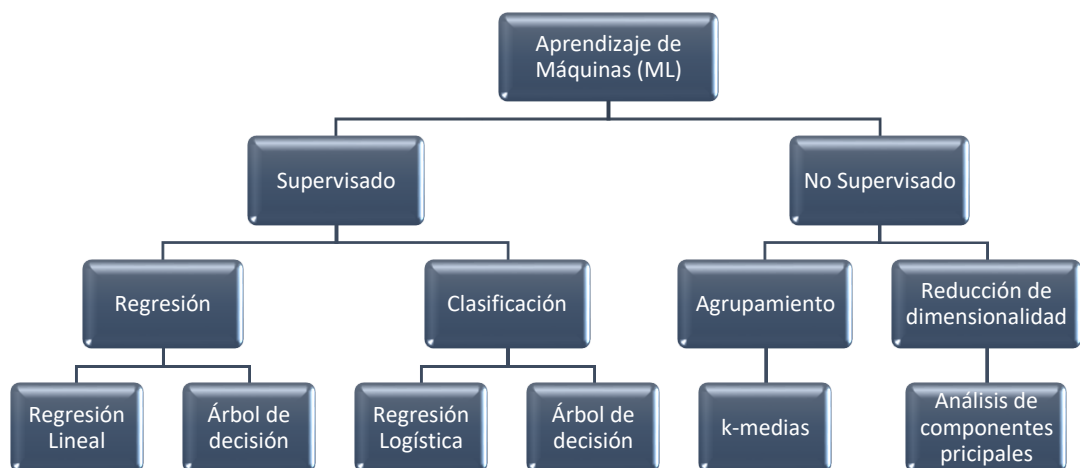 Aprendizaje de
Máquinas (ML)
Supervisado
No Supervisado
Regresión
Clasificación
Agrupamiento
Reducción de
dimensionalidad
Regresión
Lineal
Árbol de
decisión
Regresión
Logística
Árbol de
decisión
k-medias
Análisis de
componentes
pricipales